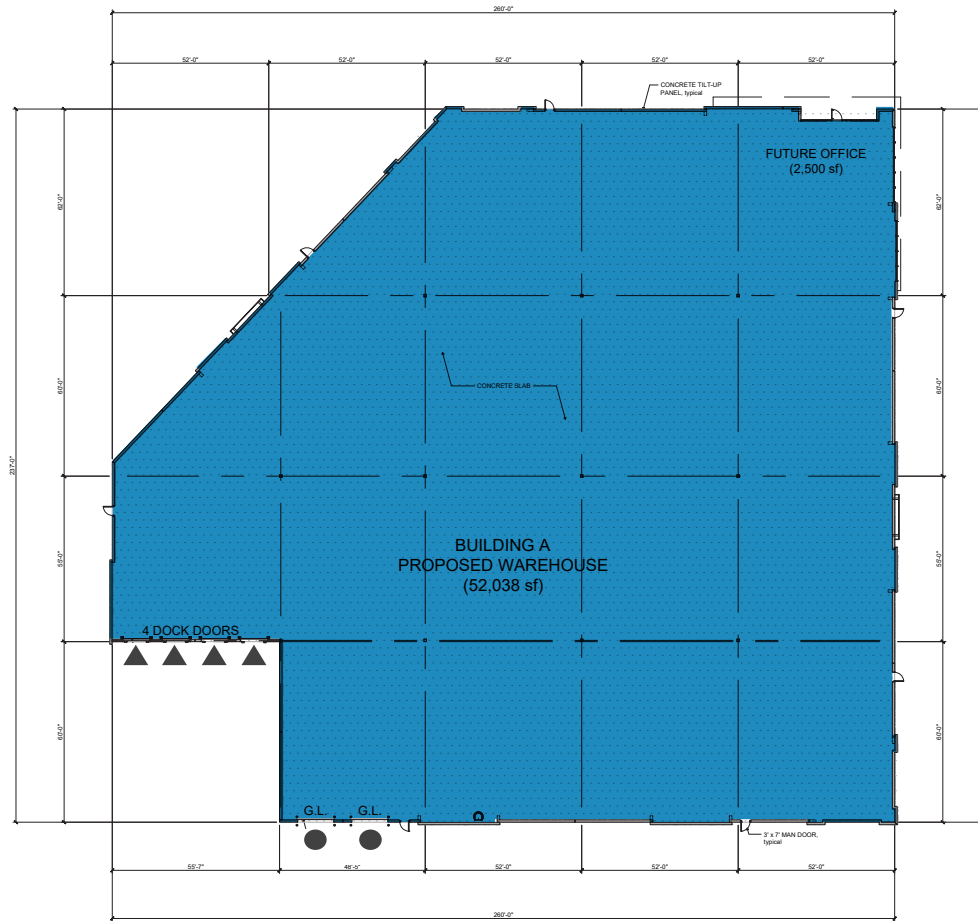 260'-0"
52'-0" 52'-0" 52'-0" 52'-0" 52'-0"
CONCRETE TILT-UP
PANEL, typical
FUTURE OFFICE
(2,500 sf)
62'-0" 62'-0"
CONCRETE SLAB
60'-0" 60'-0"
237'-0"
BUILDING A
PROPOSED WAREHOUSE
(52,038 sf)
55'-0" 55'-0"
4 DOCK DOORS
60'-0" 60'-0"
G.L. G.L.
3' x 7' MAN DOOR,
typical
55'-7" 48'-5" 52'-0" 52'-0" 52'-0"
260'-0"